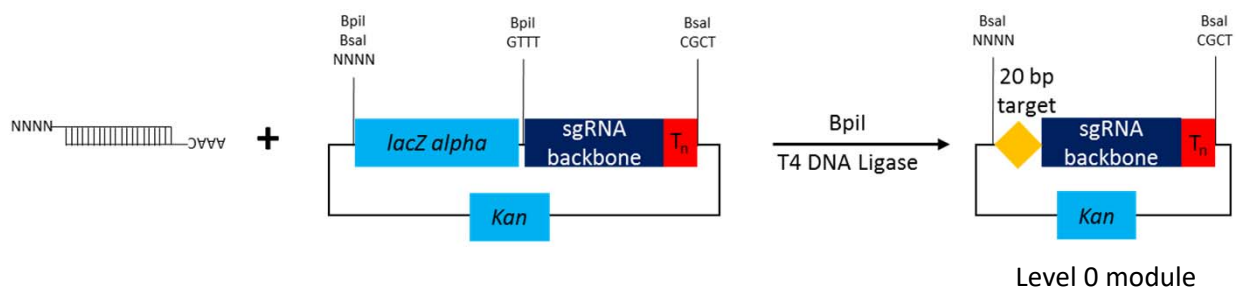 BpiI
BsaI
NNNN
BpiI
GTTT
BsaI
CGCT
BsaI
NNNN
BsaI
CGCT
20 bp
target
NNNN
CAAA
+
lacZ alpha
sgRNA
backbone
Tn
BpiI
T4 DNA Ligase
sgRNA
backbone
Tn
Kan
Kan
Level 0 module